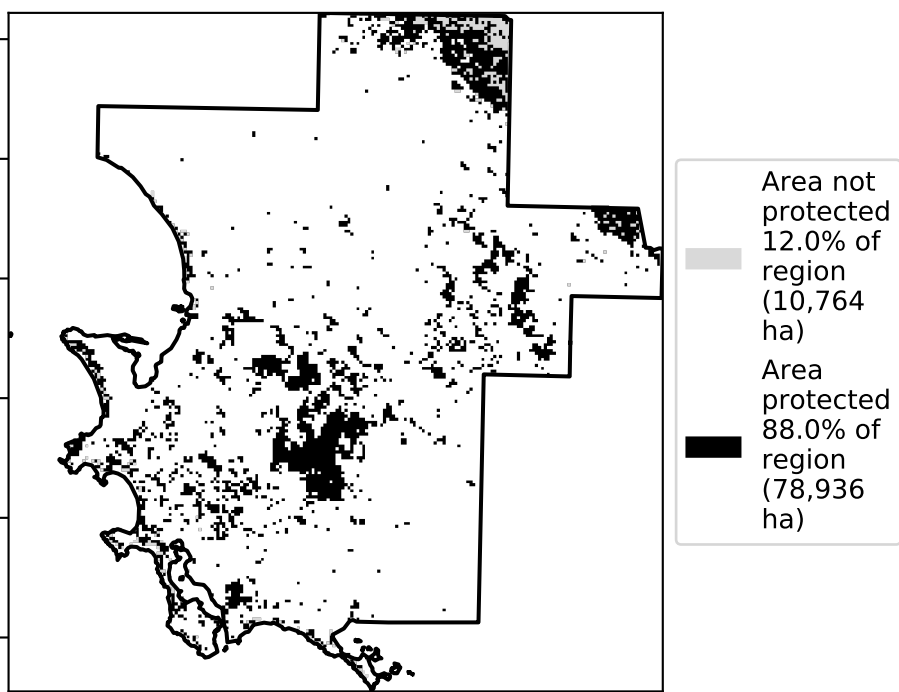 Area not
protected
12.0% of
region
(10,764
ha)
Area
protected
88.0% of
region
(78,936
ha)